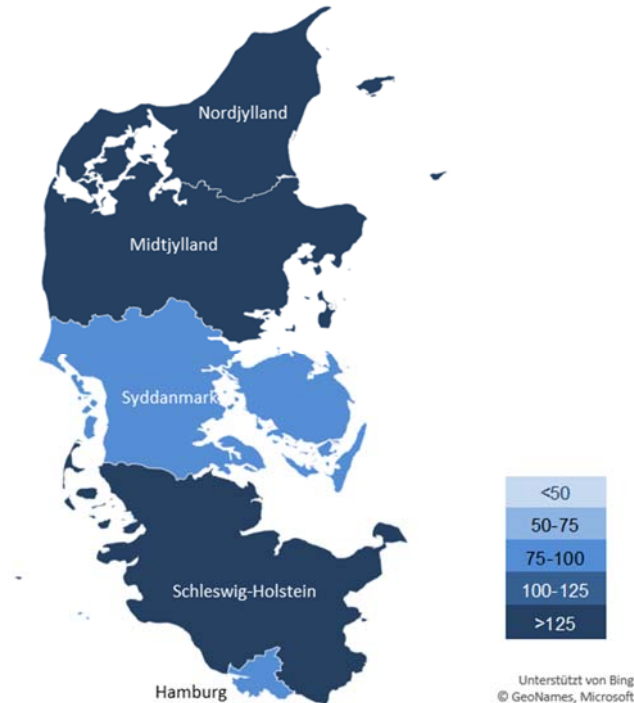 Nordjylland
Midtjylland
Syddanmark
Schleswig-Holstein
Hamburg
<50
50-75
75-100
100-125
>125
Unterstützt von Bing
© GeoNames, Microsoft